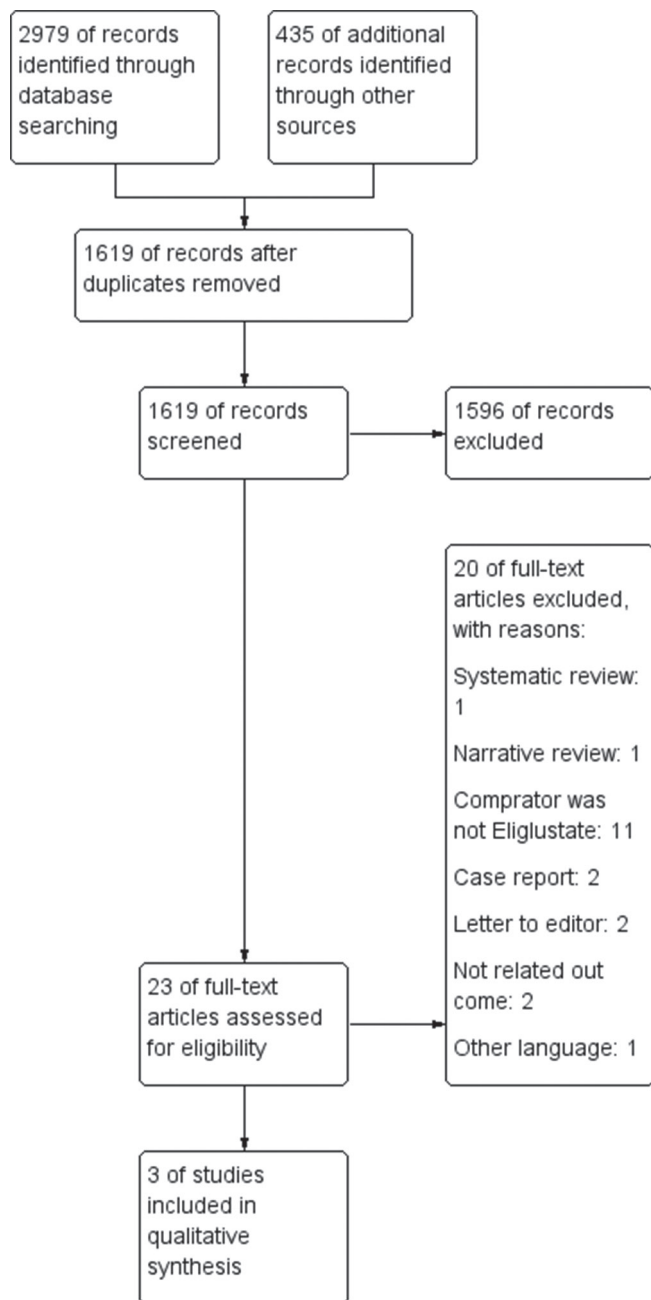 2979 of records
identified through
database
searching
435 of additional
records identified
through other
sources
1619 of records after
duplicates removed
1619 of records
screened
1596 of records
excluded
20 of full-text
articles excluded,
with reasons:
Systematic review:
1
Narrative review: 1
Comprator was
not Eliglustate: 11
Case report: 2
Letter to editor: 2
Not related out
come: 2
Other language: 1
23 of full-text
articles assessed
for eligibility
3 of studies
included in
qualitative
synthesis